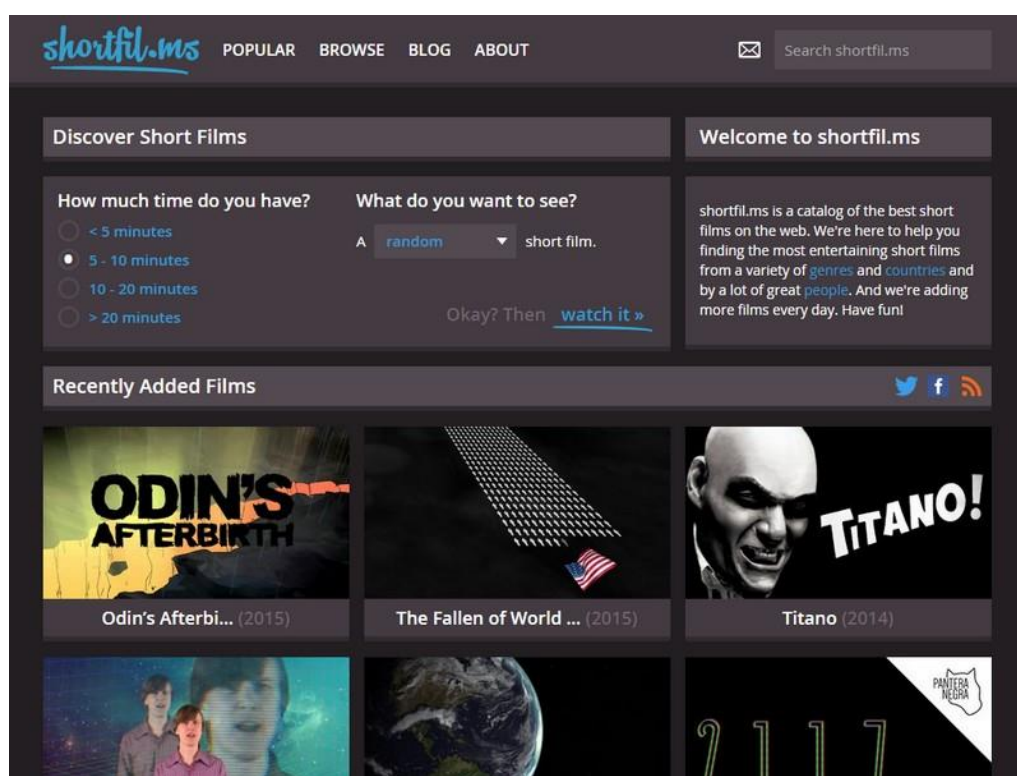 shortfil.ms POPULAR BROWSE BLOG ABOUT Search shortfil.ms
Discover Short Films
How much time do you have?
< 5 minutes
5 - 10 minutes
10 - 20 minutes
> 20 minutes
What do you want to see?
A random short film.
Okay? Then watch it »
Welcome to shortfil.ms
shortfil.ms is a catalog of the best short
films on the web. We're here to help you
finding the most entertaining short films
from a variety of genres and countries and
by a lot of great people. And we're adding
more films every day. Have fun!
Recently Added Films
ODIN'S
AFTERBIRTH
Odin's Afterbi... (2015)
The Fallen of World ... (2015)
TITANO!
Titano (2014)
2117
PANTERA
NEGRA